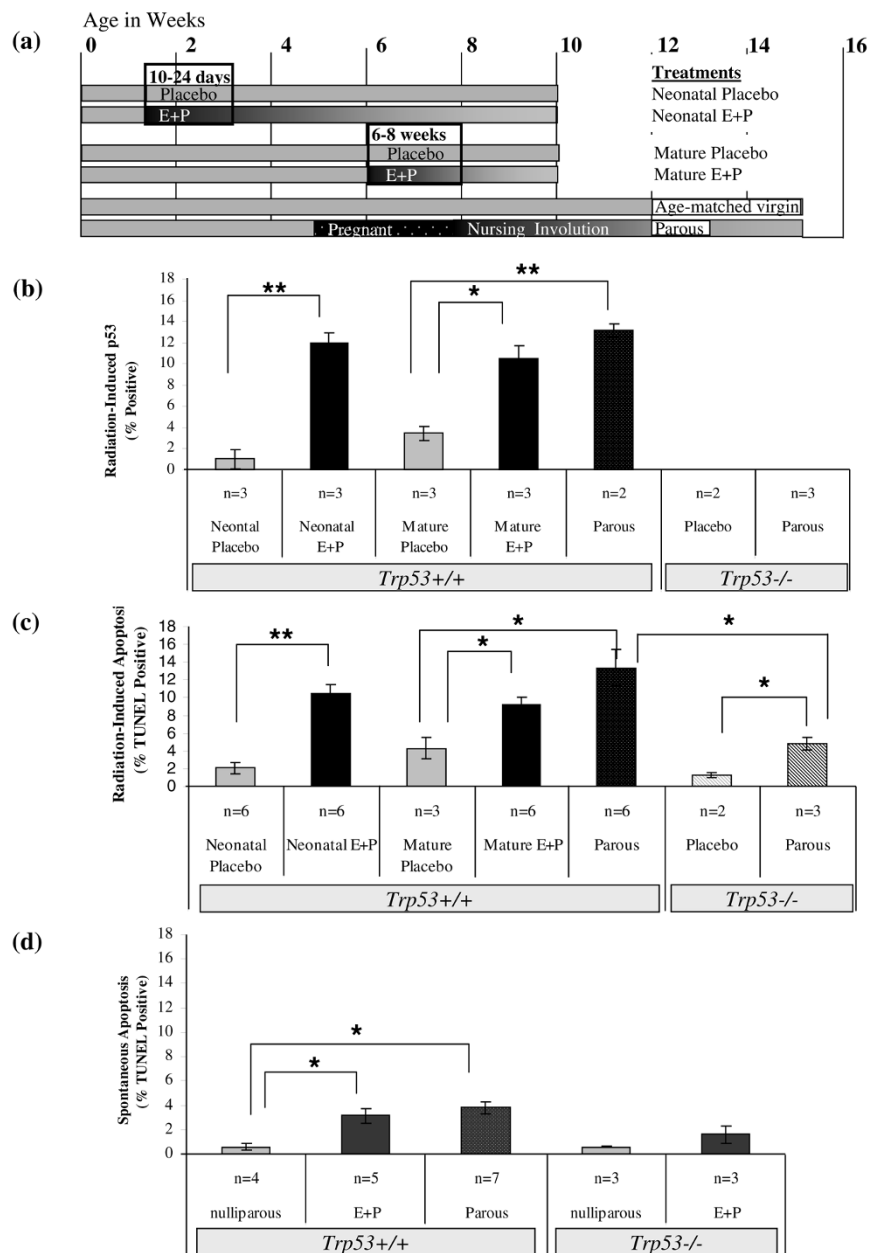 Age in Weeks
(a)
0 2 4 6 8 10 12 14 16
10-24 days
Treatments
Placebo
Neonatal Placebo
E+P
Neonatal E+P
6-8 weeks
Placebo
Mature Placebo
E+P
Mature E+P
Age-matched virgin
Pregnant Nursing Involution Parous
(b)
Radiation-Induced p53
(% Positive)
18
16
14
12
10
8
6
4
2
0
** * **
n=3 n=3 n=3 n=3 n=2 n=2 n=3
Neontal Neonatal Mature Mature Parous Placebo Parous
Placebo E+P Placebo E+P
Trp53+/+ Trp53-/-
(c)
Radiation-Induced Apoptosi
(% TUNEL Positive)
18
16
14
12
10
8
6
4
2
0
** * * * *
n=6 n=6 n=3 n=6 n=6 n=2 n=3
Neonatal Neonatal E+P Mature Mature E+P Parous Placebo Parous
Placebo Placebo
Trp53+/+ Trp53-/-
(d)
Spontaneous Apoptosis
(% TUNEL Positive)
18
16
14
12
10
8
6
4
2
0
* *
n=4 n=5 n=7 n=3 n=3
nulliparous E+P Parous nulliparous E+P
Trp53+/+ Trp53-/-